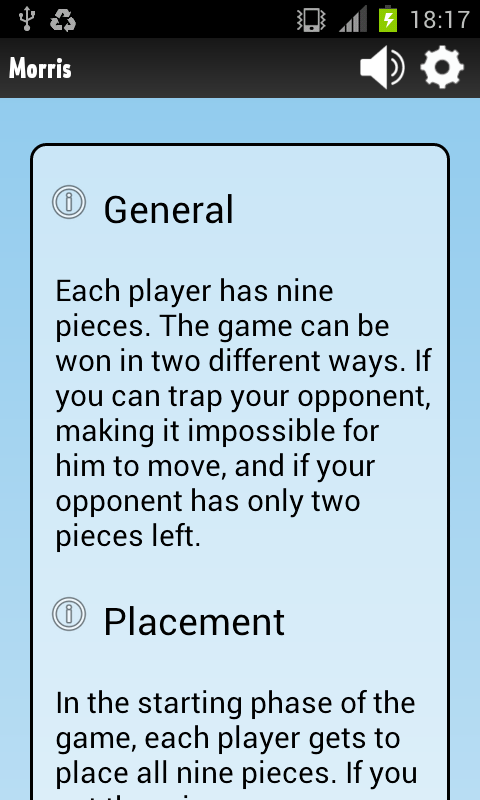 18:17
Morris
General
Each player has nine
pieces. The game can be
won in two different ways. If
you can trap your opponent,
making it impossible for
him to move, and if your
opponent has only two
pieces left.
Placement
In the starting phase of the
game, each player gets to
place all nine pieces. If you